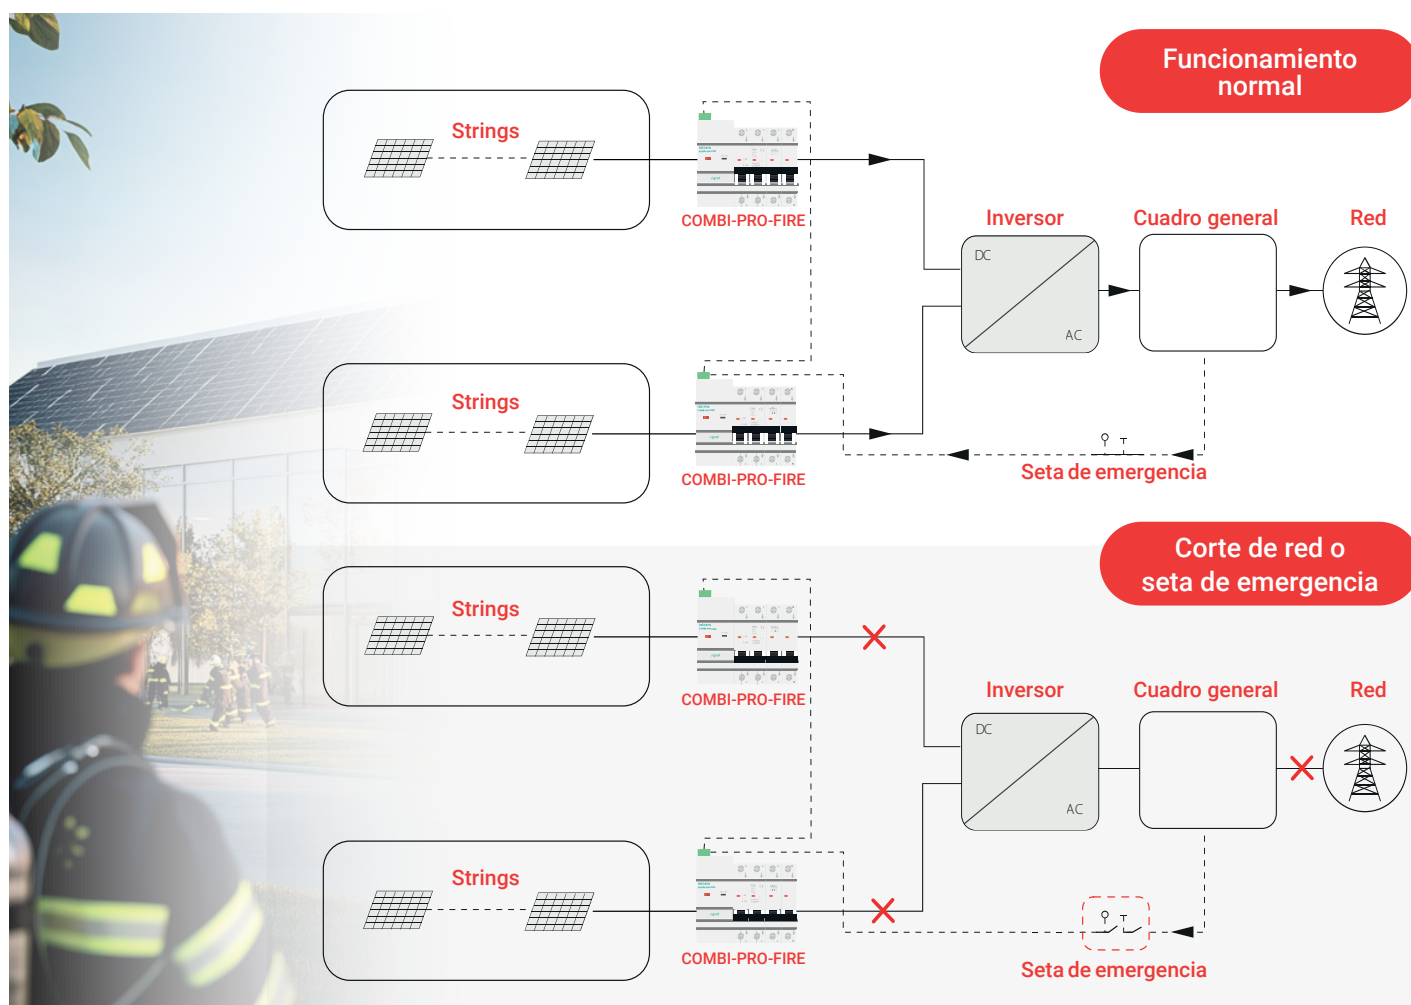 Funcionamiento
normal
Strings
COMBI-PRO-FIRE
Inversor
Cuadro general
Red
DC
AC
Strings
COMBI-PRO-FIRE
Seta de emergencia
Corte de red o
seta de emergencia
Strings
COMBI-PRO-FIRE
Inversor
Cuadro general
Red
DC
AC
Strings
COMBI-PRO-FIRE
Seta de emergencia